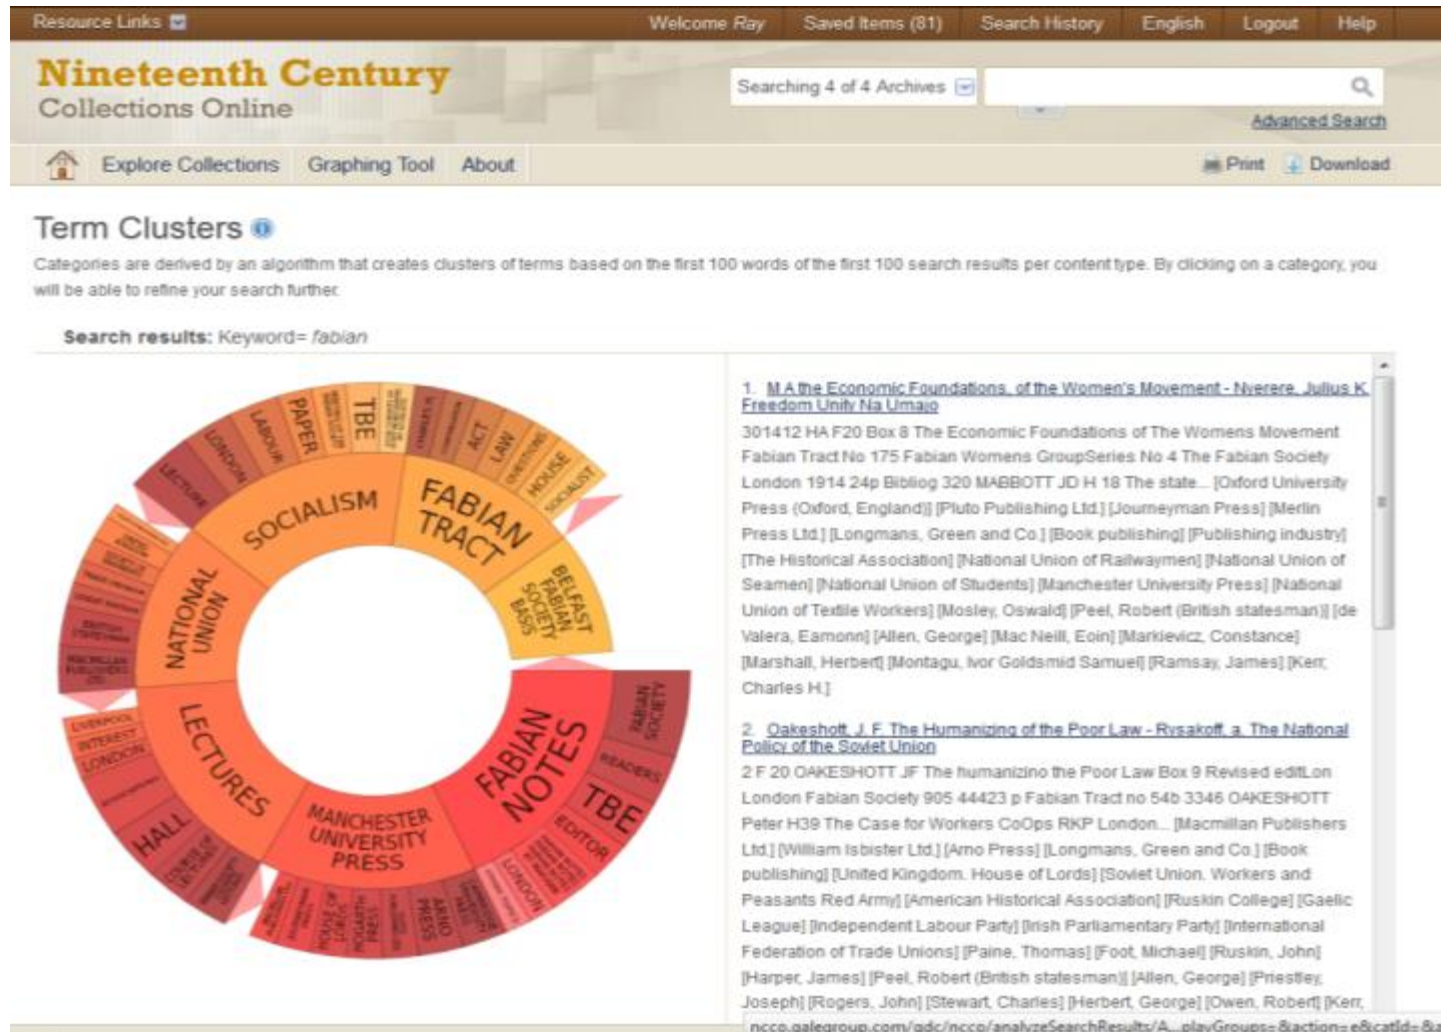 Resource Links Welcome Ray Saved Items (81) Search History English Logout Help
Nineteenth Century
Collections Online
Searching 4 of 4 Archives
Advanced Search
Explore Collections Graphing Tool About Print Download
Term Clusters
Categories are derived by an algorithm that creates clusters of terms based on the first 100 words of the first 100 search results per content type. By clicking on a category, you
will be able to refine your search further.
Search results: Keyword= fabian
SOCIALISM
LECTURE
LONDON
LABOUR
PAPER
TBE
FABIAN
TRACT
ACT
LAW
QUESTIONS
HOUSE
SOCIALIST
BELFAST
FABIAN
SOCIETY
BASIS
NATIONAL
UNION
LECTURES
LIVERPOOL
INTEREST
LONDON
HALL
COURSE OF
LECTURES
MANCHESTER
UNIVERSITY
PRESS
HOUSE OF
LORDS
HOGARTH
PRESS
ARNO
PRESS
FABIAN
NOTES
FABIAN
SOCIETY
READERS
TBE
EDITOR
LONDON
1. M A the Economic Foundations, of the Women's Movement - Nyerere, Julius K.
Freedom Unity Na Umajo
301412 HA F20 Box 8 The Economic Foundations of The Womens Movement
Fabian Tract No 175 Fabian Womens GroupSeries No 4 The Fabian Society
London 1914 24p Bibliog 320 MABBOTT JD H 18 The state... [Oxford University
Press (Oxford, England)] [Pluto Publishing Ltd.] [Journeyman Press] [Merlin
Press Ltd.] [Longmans, Green and Co.] [Book publishing] [Publishing industry]
[The Historical Association] [National Union of Railwaymen] [National Union of
Seamen] [National Union of Students] [Manchester University Press] [National
Union of Textile Workers] [Mosley, Oswald] [Peel, Robert (British statesman)] [de
Valera, Eamonn] [Allen, George] [Mac Neill, Eoin] [Markievicz, Constance]
[Marshall, Herbert] [Montagu, Ivor Goldsmid Samuel] [Ramsay, James] [Kerr,
Charles H.]
2. Oakeshott, J. F. The Humanizing of the Poor Law - Rysakoff, a. The National
Policy of the Soviet Union
2 F 20 OAKESHOTT JF The humanizino the Poor Law Box 9 Revised editLon
London Fabian Society 905 44423 p Fabian Tract no 54b 3346 OAKESHOTT
Peter H39 The Case for Workers CoOps RKP London... [Macmillan Publishers
Ltd.] [William Isbister Ltd.] [Arno Press] [Longmans, Green and Co.] [Book
publishing] [United Kingdom. House of Lords] [Soviet Union. Workers and
Peasants Red Army] [American Historical Association] [Ruskin College] [Gaelic
League] [Independent Labour Party] [Irish Parliamentary Party] [International
Federation of Trade Unions] [Paine, Thomas] [Foot, Michael] [Ruskin, John]
[Harper, James] [Peel, Robert (British statesman)] [Allen, George] [Priestley,
Joseph] [Rogers, John] [Stewart, Charles] [Herbert, George] [Owen, Robert] [Kerr,